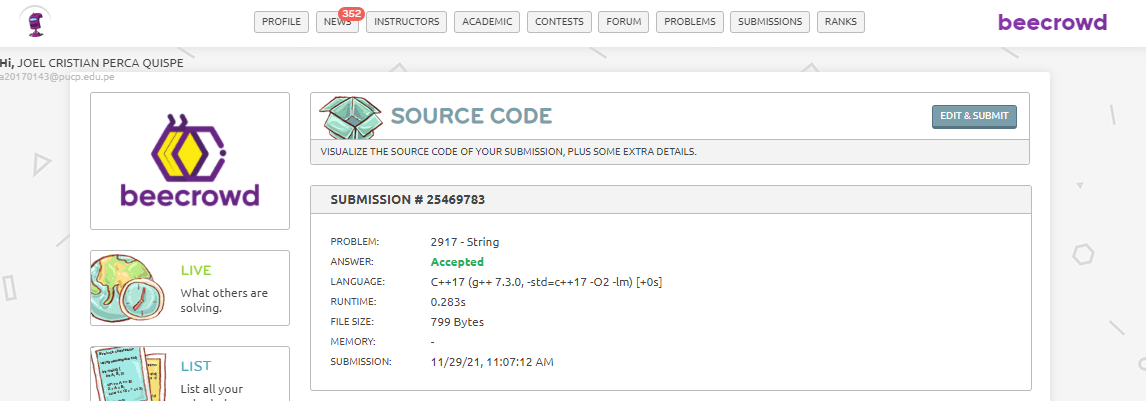 352
PROFILE NEWS INSTRUCTORS ACADEMIC CONTESTS FORUM PROBLEMS SUBMISSIONS RANKS beecrowd
Hi, JOEL CRISTIAN PERCA QUISPE
a20170143@pucp.edu.pe
beecrowd
LIVE
What others are
solving.
LIST
List all your
SOURCE CODE
EDIT & SUBMIT
VISUALIZE THE SOURCE CODE OF YOUR SUBMISSION, PLUS SOME EXTRA DETAILS.
SUBMISSION # 25469783
PROBLEM: 2917 - String
ANSWER: Accepted
LANGUAGE: C++17 (g++ 7.3.0, -std=c++17 -O2 -lm) [+0s]
RUNTIME: 0.283s
FILE SIZE: 799 Bytes
MEMORY: -
SUBMISSION: 11/29/21, 11:07:12 AM